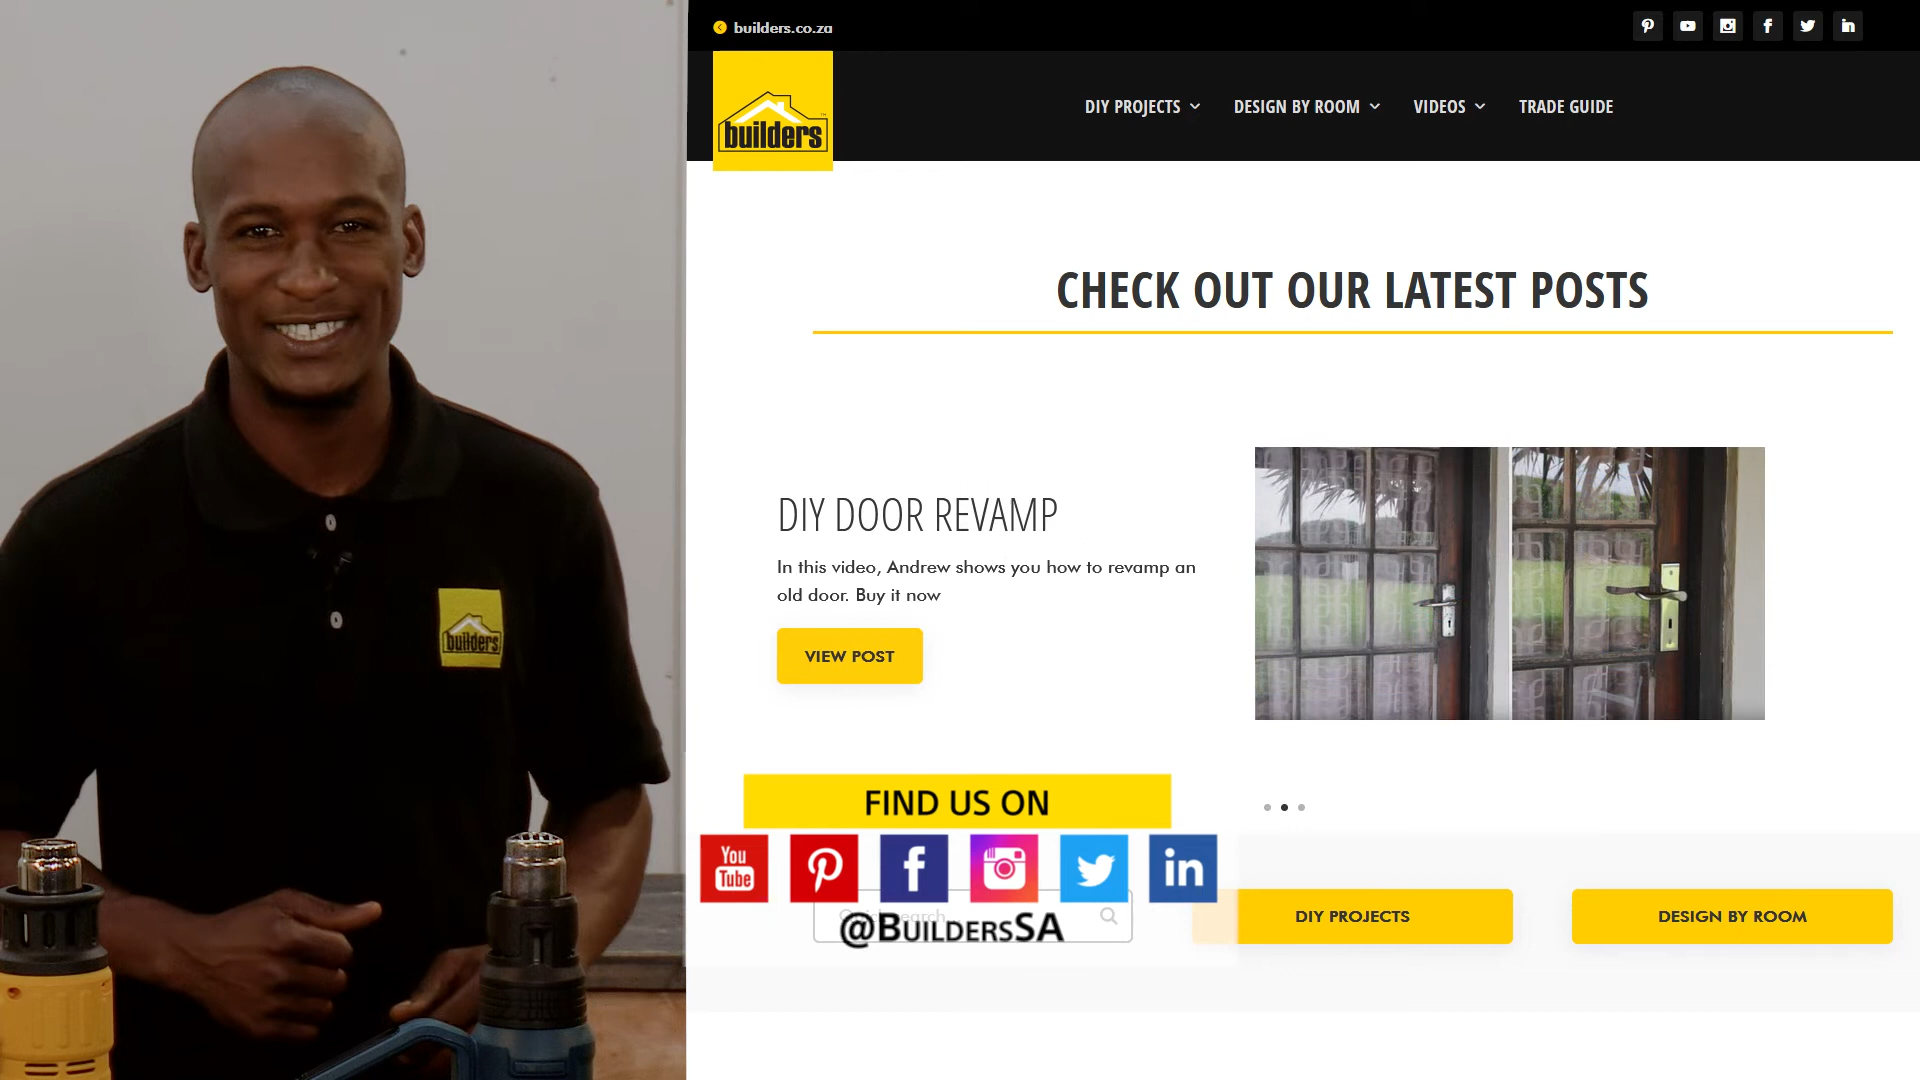 builders.co.za
builders
DIY PROJECTS
DESIGN BY ROOM
VIDEOS
TRADE GUIDE
CHECK OUT OUR LATEST POSTS
DIY DOOR REVAMP
In this video, Andrew shows you how to revamp an
old door. Buy it now
VIEW POST
builders
FIND US ON
You
Tube
@BUILDERSSA
DIY PROJECTS
DESIGN BY ROOM